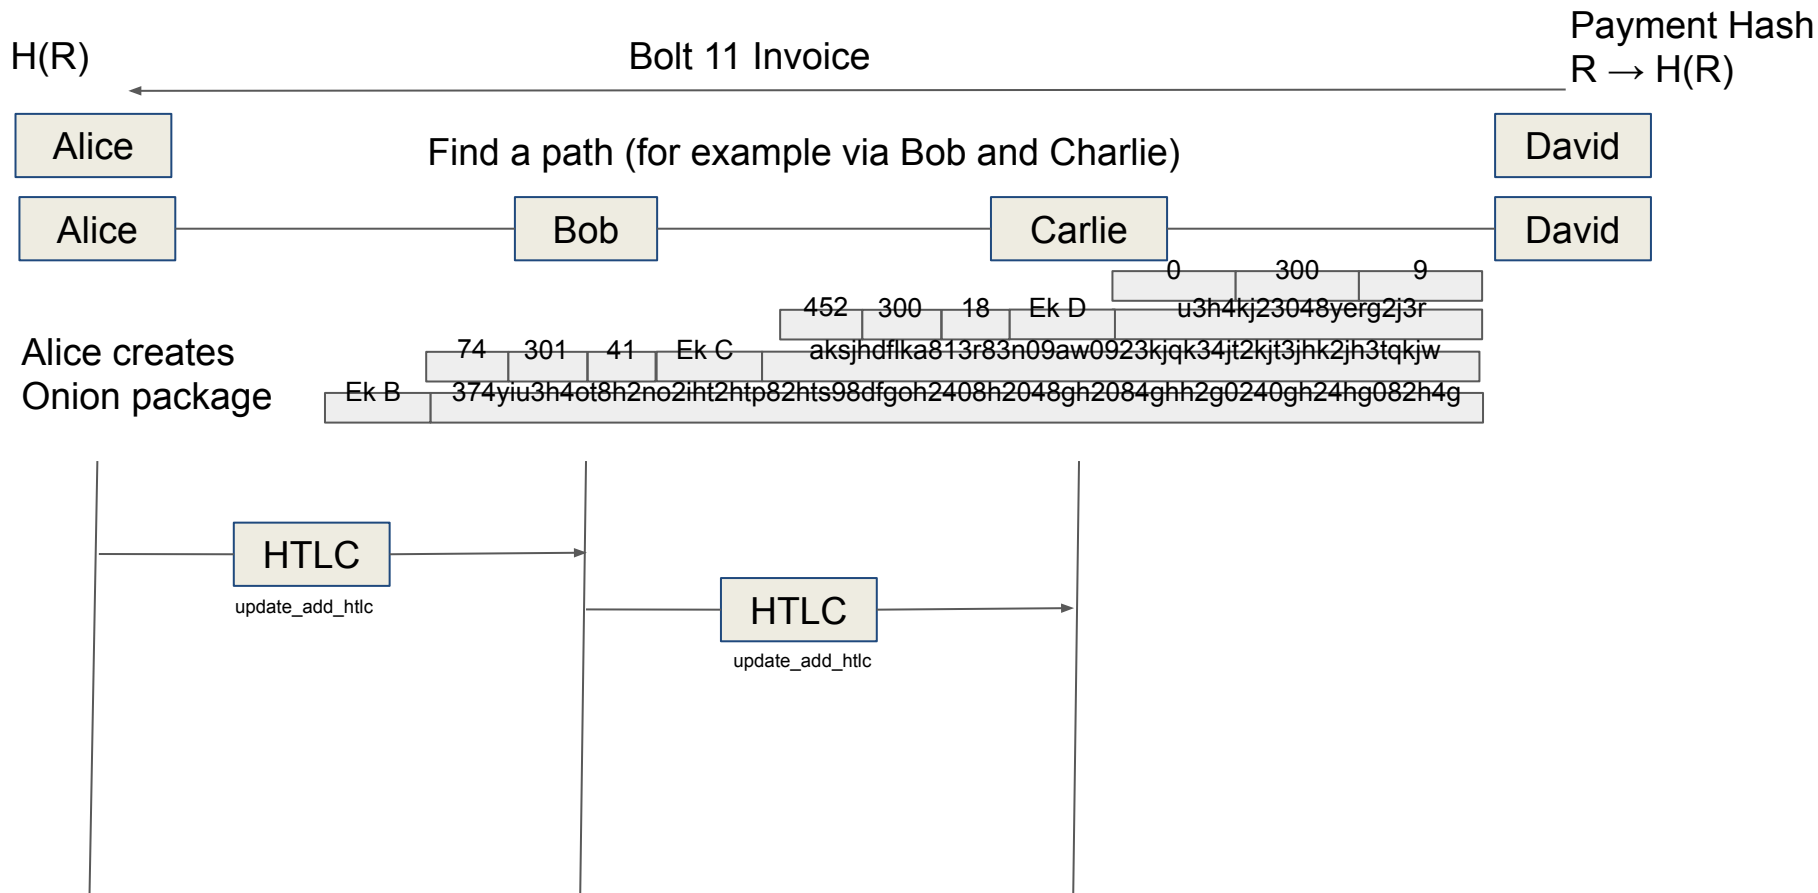 Payment Hash
H(R)
Bolt 11 Invoice
R → H(R)
Alice
Find a path (for example via Bob and Charlie)
David
Alice
Bob
Carlie
David
0 300 9
452 300 18 Ek D u3h4kj23048yerg2j3r
Alice creates
74 301 41 Ek C aksjhdflka813r83n09aw0923kjqk34jt2kjt3jhk2jh3tqkjw
Onion package
Ek B 374yiu3h4ot8h2no2iht2htp82hts98dfgoh2408h2048gh2084ghh2g0240gh24hg082h4g
HTLC
update_add_htlc
HTLC
update_add_htlc